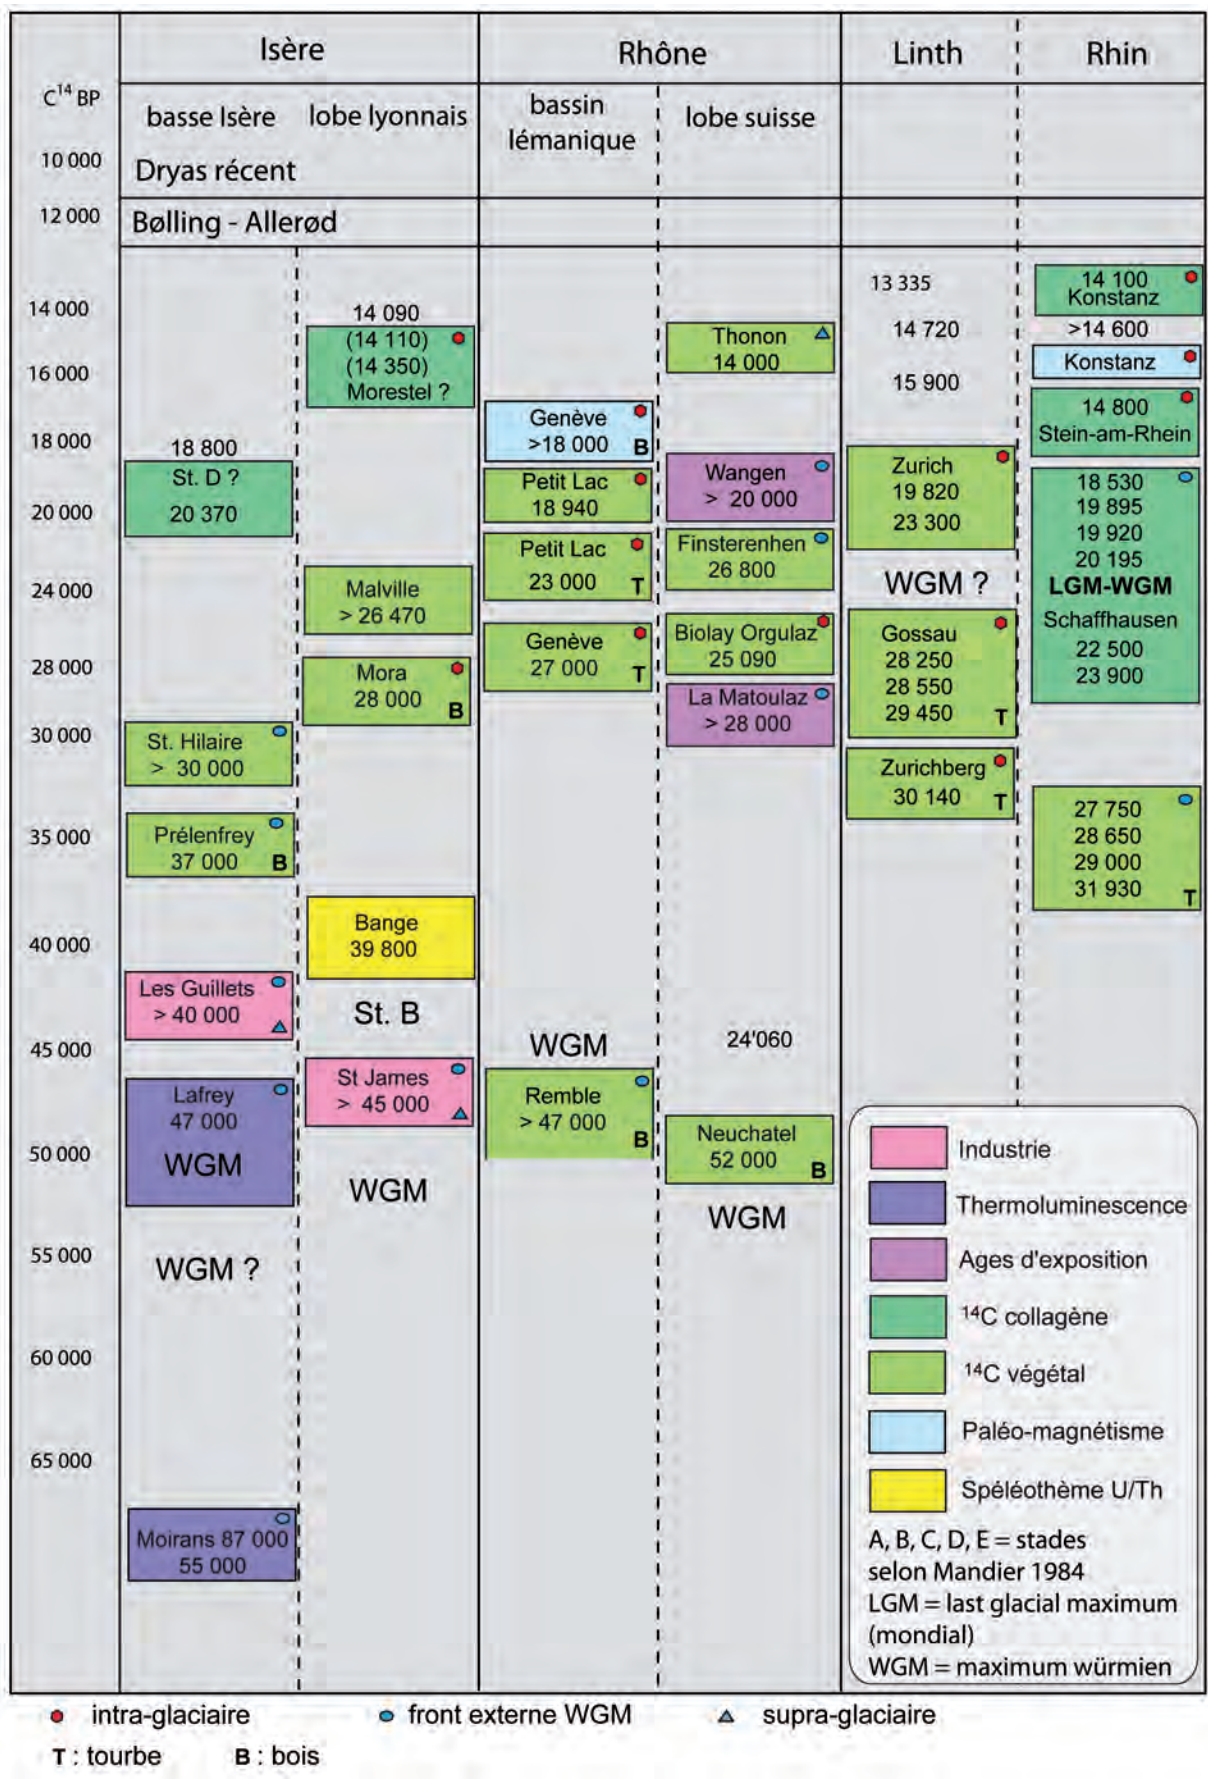 Isère
Rhône
Linth
Rhin
C14 BP
basse Isère
lobe lyonnais
bassin
lémanique
lobe suisse
10 000
Dryas récent
12 000
Bølling - Allerød
14 000
16 000
18 000
20 000
24 000
28 000
30 000
35 000
40 000
45 000
50 000
55 000
60 000
65 000
18 800
St. D ?
20 370
St. Hilaire
> 30 000
Prélenfrey
37 000
B
Les Guillets
> 40 000
Lafrey
47 000
WGM
WGM ?
Moirans 87 000
55 000
14 090
(14 110)
(14 350)
Morestel ?
Malville
> 26 470
Mora
28 000
B
Bange
39 800
St. B
St James
> 45 000
WGM
Genève
>18 000
B
Petit Lac
18 940
Petit Lac
23 000
T
Genève
27 000
T
WGM
Remble
> 47 000
B
Thonon
14 000
Wangen
> 20 000
Finsterenhen
26 800
Biolay Orgulaz
25 090
La Matoulaz
> 28 000
24'060
Neuchatel
52 000
B
WGM
13 335
14 720
15 900
Zurich
19 820
23 300
WGM ?
Gossau
28 250
28 550
29 450
T
Zurichberg
30 140
T
14 100
Konstanz
>14 600
Konstanz
14 800
Stein-am-Rhein
18 530
19 895
19 920
20 195
LGM-WGM
Schaffhausen
22 500
23 900
27 750
28 650
29 000
31 930
T
Industrie
Thermoluminescence
Ages d'exposition
14C collagène
14C végétal
Paléo-magnétisme
Spéléothème U/Th
A, B, C, D, E = stades
selon Mandier 1984
LGM = last glacial maximum
(mondial)
WGM = maximum würmien
intra-glaciaire
front externe WGM
supra-glaciaire
T : tourbe
B : bois